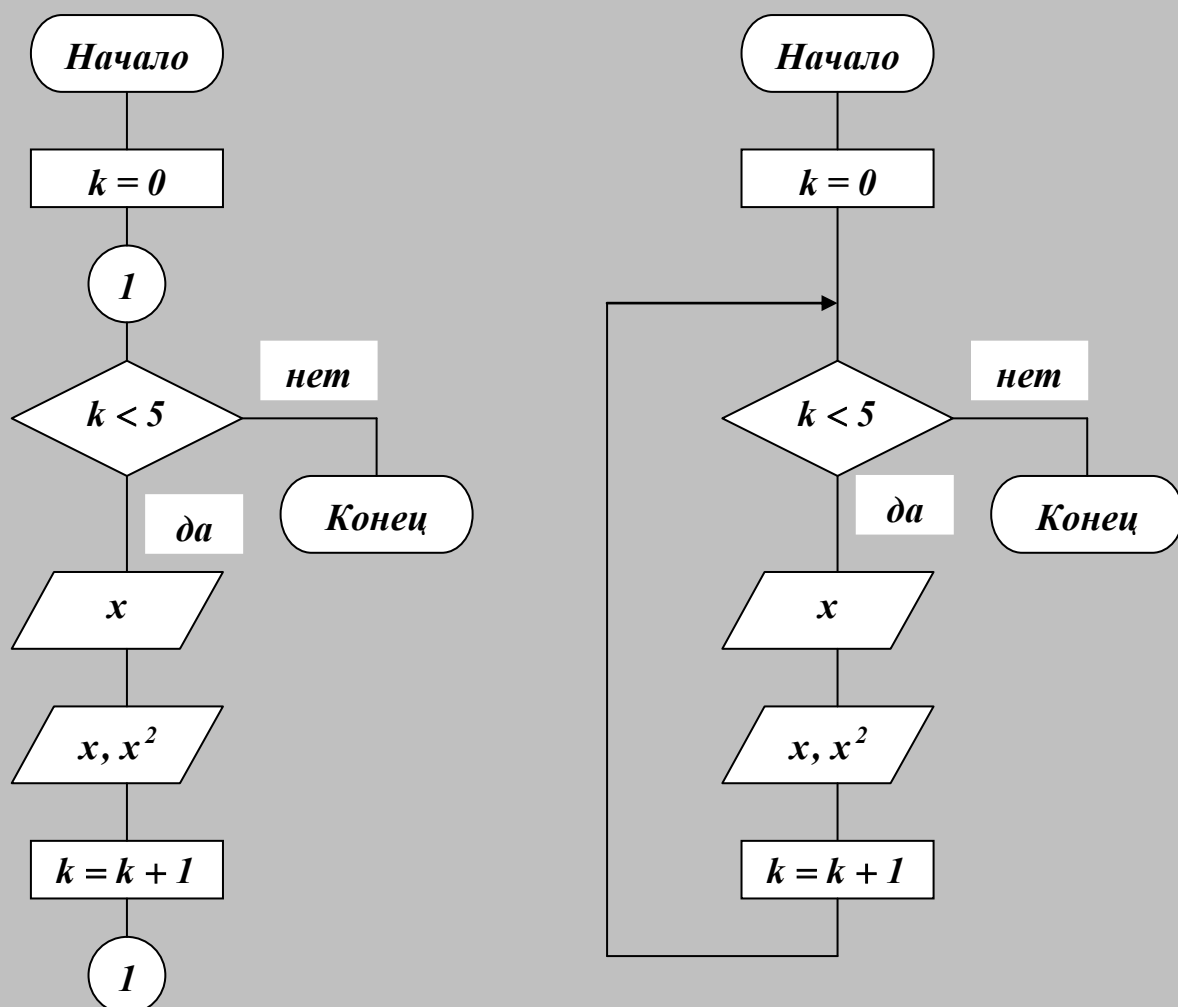 Начало
k = 0
1
k < 5
нет
да
Конец
x
x, x²
k = k + 1
1
Начало
k = 0
k < 5
нет
да
Конец
x
x, x²
k = k + 1